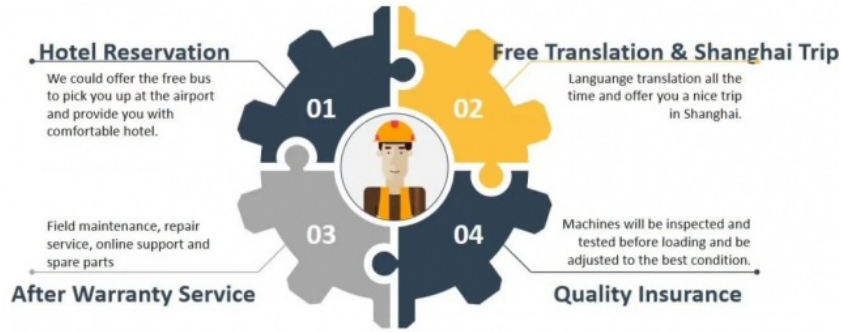 Hotel Reservation
We could offer the free bus
to pick you up at the airport
and provide you with
comfortable hotel.
01
Free Translation & Shanghai Trip
Languange translation all the
time and offer you a nice trip
in Shanghai.
02
Field maintenance, repair
service, online support and
spare parts
After Warranty Service
03
Machines will be inspected and
tested before loading and be
adjusted to the best condition.
Quality Insurance
04